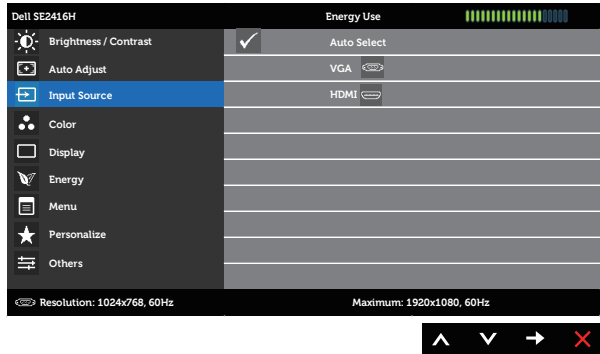 Dell SE2416H Energy Use
Brightness / Contrast Auto Select
Auto Adjust VGA
Input Source HDMI
Color
Display
Energy
Menu
Personalize
Others
Resolution: 1024x768, 60Hz Maximum: 1920x1080, 60Hz